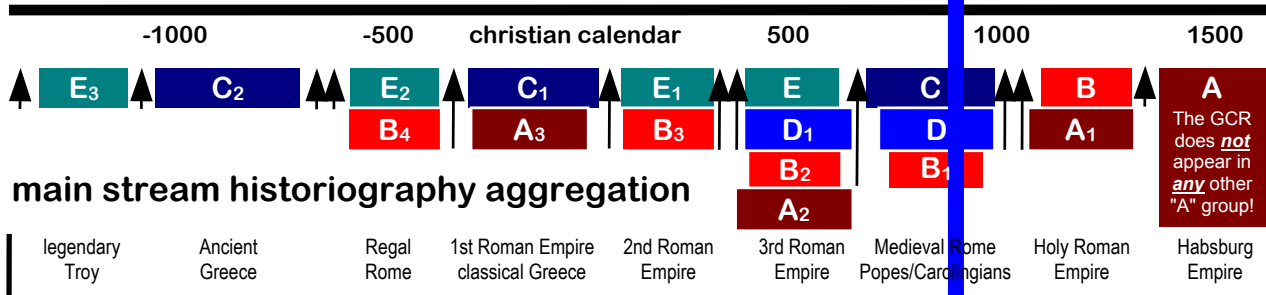 -1000 -500 christian calendar 500 1000 1500
E₃ C₂ E₂ C₁ E₁ E C B A
B₄ A₃ B₃ D₁ D A₁
B₂ B₁
A₂
The GCR
does not
appear in
any other
"A" group!
main stream historiography aggregation
legendary Ancient Regal 1st Roman Empire 2nd Roman 3rd Roman Medieval Rome Holy Roman Habsburg
Troy Greece Rome classical Greece Empire Empire Popes/Carolingians Empire Empire